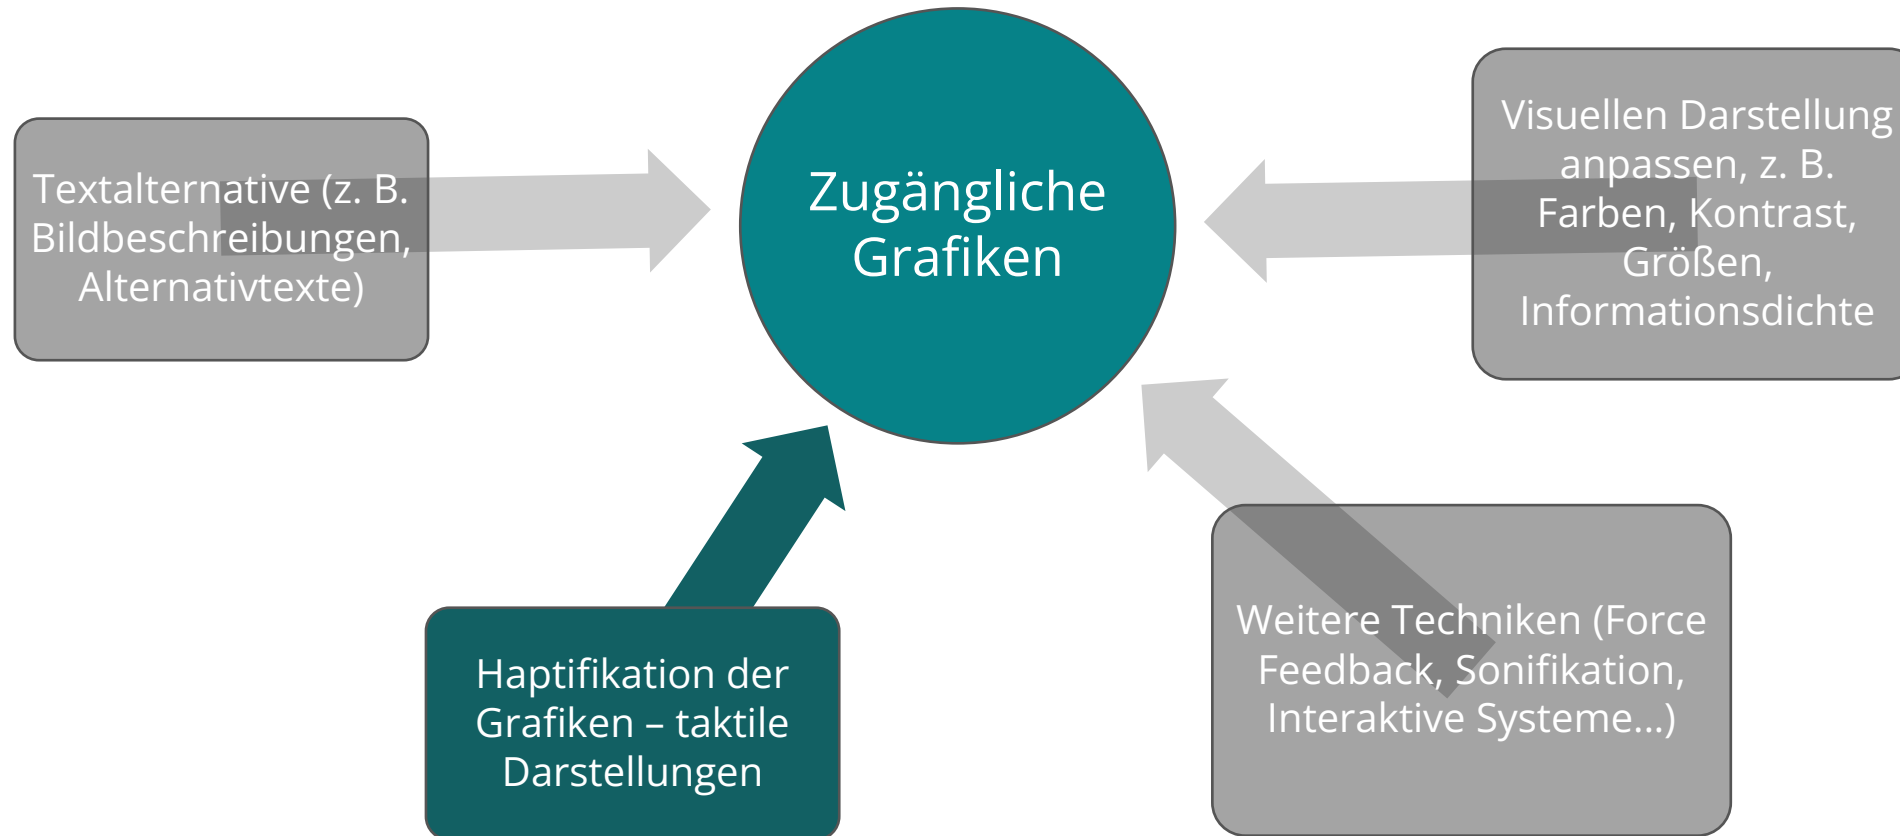 Zugängliche
Grafiken
Textalternative (z. B.
Bildbeschreibungen,
Alternativtexte)
Visuellen Darstellung
anpassen, z. B.
Farben, Kontrast,
Größen,
Informationsdichte
Haptifikation der
Grafiken – taktile
Darstellungen
Weitere Techniken (Force
Feedback, Sonifikation,
Interaktive Systeme...)